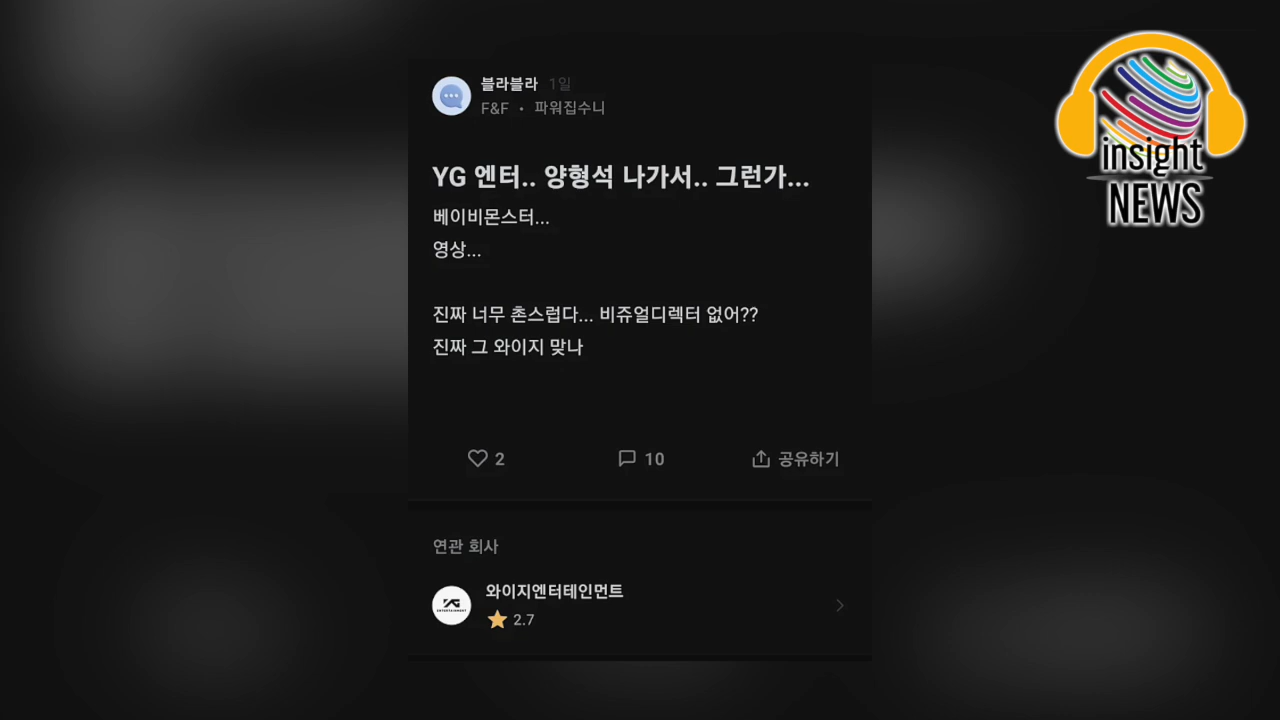 블라블라 1일
F&F · 파워집수니
insight
NEWS
YG 엔터.. 양형석 나가서.. 그런가...
베이비몬스터...
영상...
진짜 너무 촌스럽다... 비쥬얼디렉터 없어??
진짜 그 와이지 맞나
2 10 공유하기
연관 회사
와이지엔터테인먼트
YG
ENTERTAINMENT
2.7